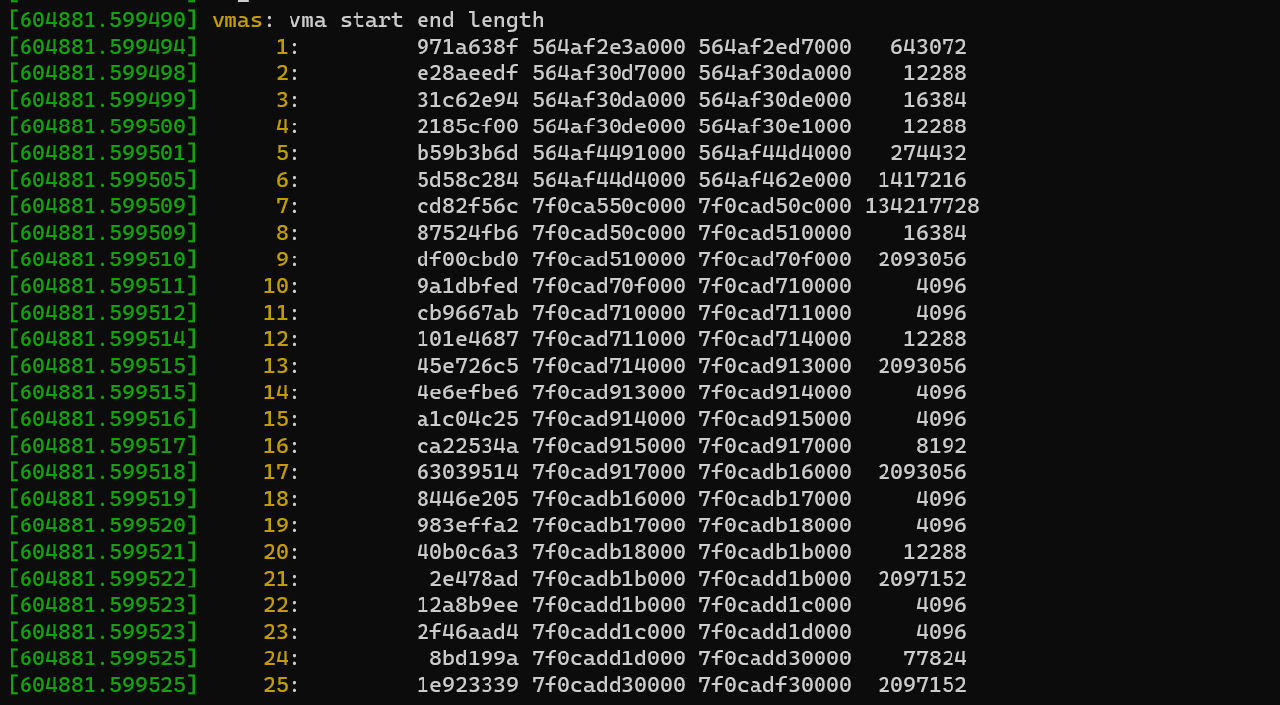 [604881.599490] vmas: vma start end length
[604881.599494]      1:         971a638f 564af2e3a000 564af2ed7000   643072
[604881.599498]      2:         e28aeedf 564af30d7000 564af30da000    12288
[604881.599499]      3:         31c62e94 564af30da000 564af30de000    16384
[604881.599500]      4:         2185cf00 564af30de000 564af30e1000    12288
[604881.599501]      5:         b59b3b6d 564af4491000 564af44d4000   274432
[604881.599505]      6:         5d58c284 564af44d4000 564af462e000  1417216
[604881.599509]      7:         cd82f56c 7f0ca550c000 7f0cad50c000 134217728
[604881.599509]      8:         87524fb6 7f0cad50c000 7f0cad510000    16384
[604881.599510]      9:         df00cbd0 7f0cad510000 7f0cad70f000  2093056
[604881.599511]     10:         9a1dbfed 7f0cad70f000 7f0cad710000     4096
[604881.599512]     11:         cb9667ab 7f0cad710000 7f0cad711000     4096
[604881.599514]     12:         101e4687 7f0cad711000 7f0cad714000    12288
[604881.599515]     13:         45e726c5 7f0cad714000 7f0cad913000  2093056
[604881.599515]     14:         4e6efbe6 7f0cad913000 7f0cad914000     4096
[604881.599516]     15:         a1c04c25 7f0cad914000 7f0cad915000     4096
[604881.599517]     16:         ca22534a 7f0cad915000 7f0cad917000     8192
[604881.599518]     17:         63039514 7f0cad917000 7f0cadb16000  2093056
[604881.599519]     18:         8446e205 7f0cadb16000 7f0cadb17000     4096
[604881.599520]     19:         983effa2 7f0cadb17000 7f0cadb18000     4096
[604881.599521]     20:         40b0c6a3 7f0cadb18000 7f0cadb1b000    12288
[604881.599522]     21:          2e478ad 7f0cadb1b000 7f0cadd1b000  2097152
[604881.599523]     22:         12a8b9ee 7f0cadd1b000 7f0cadd1c000     4096
[604881.599523]     23:         2f46aad4 7f0cadd1c000 7f0cadd1d000     4096
[604881.599525]     24:          8bd199a 7f0cadd1d000 7f0cadd30000    77824
[604881.599525]     25:         1e923339 7f0cadd30000 7f0cadf30000  2097152